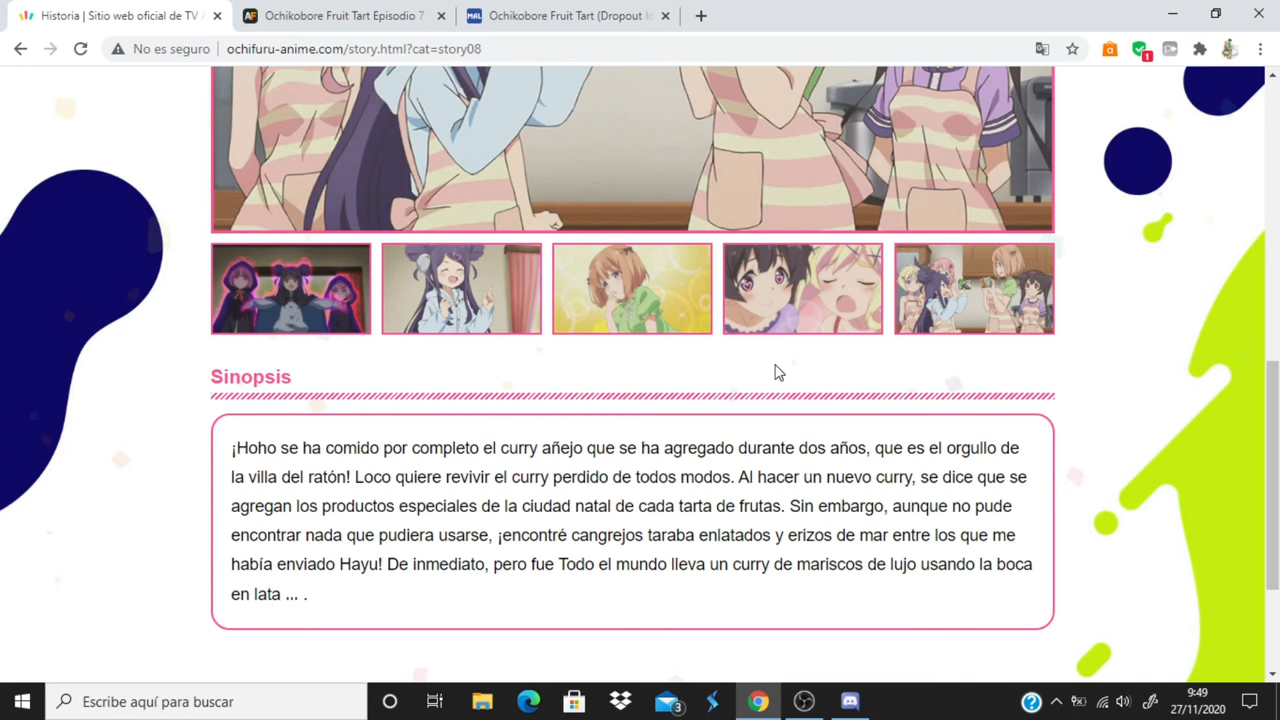 Historia | Sitio web oficial de TV A
Ochikobore Fruit Tart Episodio 7
Ochikobore Fruit Tart (Dropout Ic
No es seguro
ochifuru-anime.com/story.html?cat=story08
Sinopsis
¡Hoho se ha comido por completo el curry añejo que se ha agregado durante dos años, que es el orgullo de
la villa del ratón! Loco quiere revivir el curry perdido de todos modos. Al hacer un nuevo curry, se dice que se
agregan los productos especiales de la ciudad natal de cada tarta de frutas. Sin embargo, aunque no pude
encontrar nada que pudiera usarse, ¡encontré cangrejos taraba enlatados y erizos de mar entre los que me
había enviado Hayu! De inmediato, pero fue Todo el mundo lleva un curry de mariscos de lujo usando la boca
en lata ... .
Escribe aquí para buscar
9:49
27/11/2020